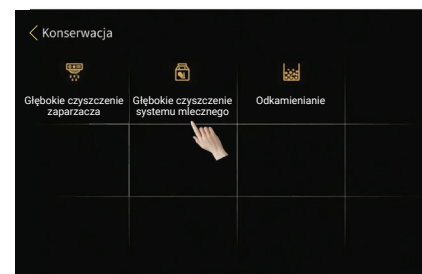 Konserwacja
Głębokie czyszczenie
zaparzacza
Głębokie czyszczenie
systemu mlecznego
Odkamienianie